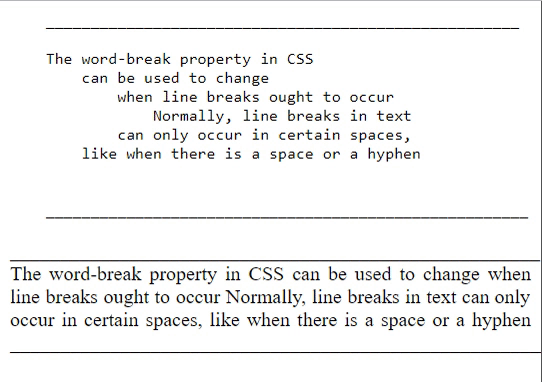 The word-break property in CSS
can be used to change
when line breaks ought to occur
Normally, line breaks in text
can only occur in certain spaces,
like when there is a space or a hyphen
The word-break property in CSS can be used to change when
line breaks ought to occur Normally, line breaks in text can only
occur in certain spaces, like when there is a space or a hyphen